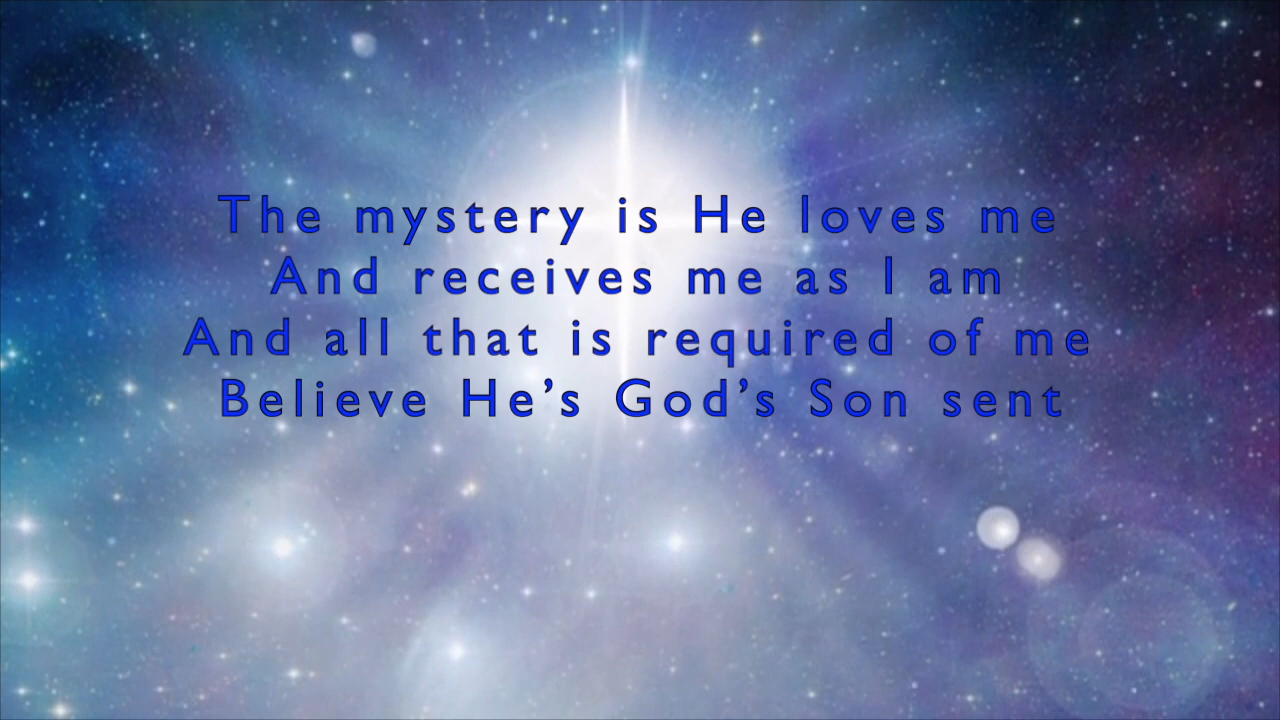 The mystery is He loves me
And receives me as I am
And all that is required of me
Believe He’s God’s Son sent